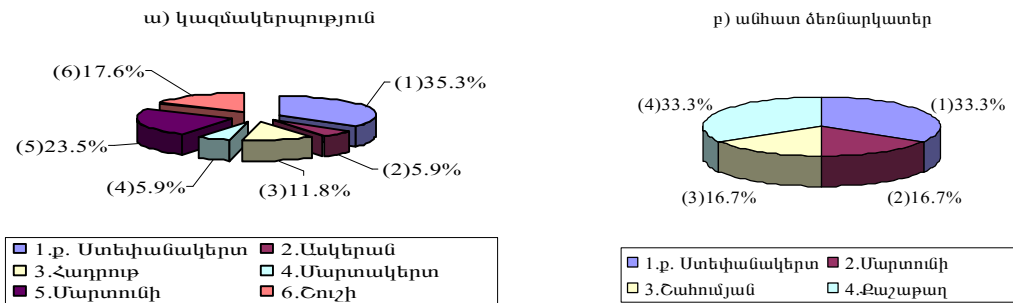 ա) կազմակերպություն
(6)17.6%
(1)35.3%
(5)23.5%
(2)5.9%
(4)5.9%
(3)11.8%
1.ք. Ստեփանակերտ 2.Ասկերան
3.Հադրութ 4.Մարտակերտ
5.Մարտունի 6.Շուշի
բ) անհատ ձեռնարկատեր
(4)33.3%
(1)33.3%
(3)16.7%
(2)16.7%
1.ք. Ստեփանակերտ 2.Մարտունի
3.Շահումյան 4.Քաշաթաղ